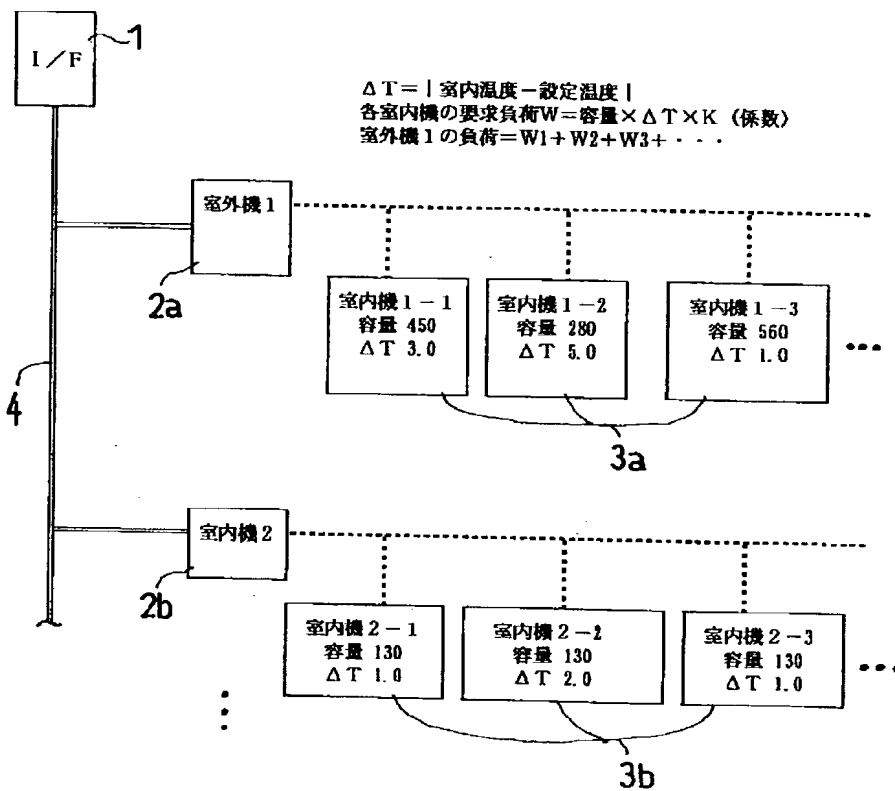 1
I/F
ΔT=|室内温度-設定温度|
各室内機の要求負荷W=容量×ΔT×K (係数)
室外機1の負荷=W1+W2+W3+・・・
室外機1
2a
室内機1-1
容量 450
ΔT 3.0
室内機1-2
容量 280
ΔT 5.0
室内機1-3
容量 560
ΔT 1.0
•••
3a
4
室内機2
2b
室内機2-1
容量 130
ΔT 1.0
室内機2-2
容量 130
ΔT 2.0
室内機2-3
容量 130
ΔT 1.0
•••
3b